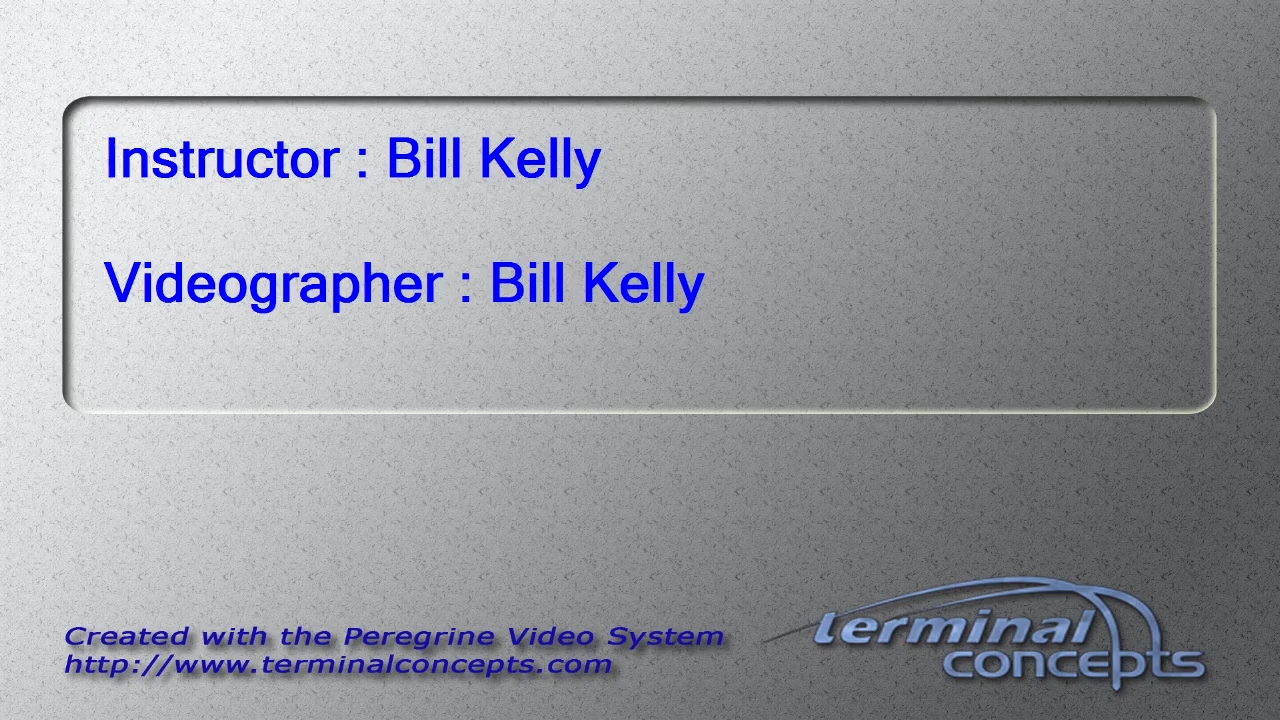 Instructor : Bill Kelly
Videographer : Bill Kelly
Created with the Peregrine Video System
http://www.terminalconcepts.com
terminal
concepts